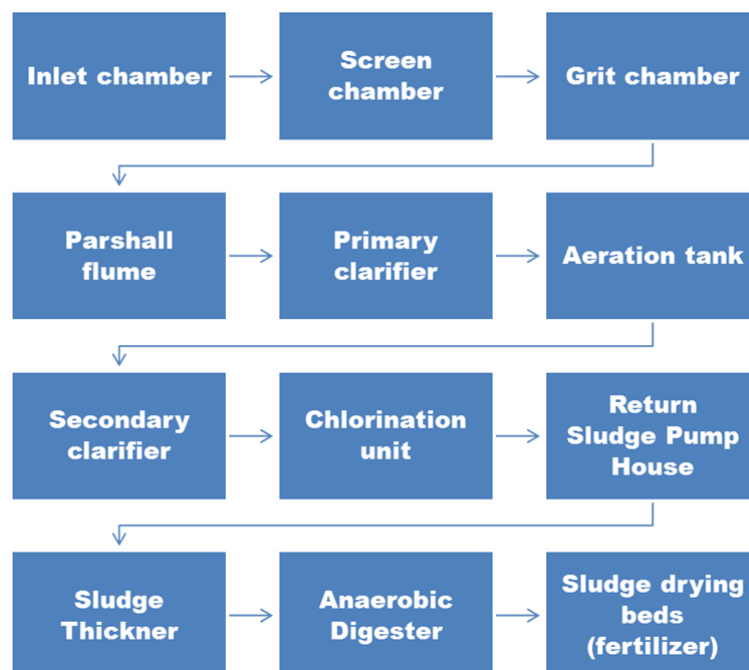 Inlet chamber
Screen
chamber
Grit chamber
Parshall
flume
Primary
clarifier
Aeration tank
Secondary
clarifier
Chlorination
unit
Return
Sludge Pump
House
Sludge
Thickner
Anaerobic
Digester
Sludge drying
beds
(fertilizer)